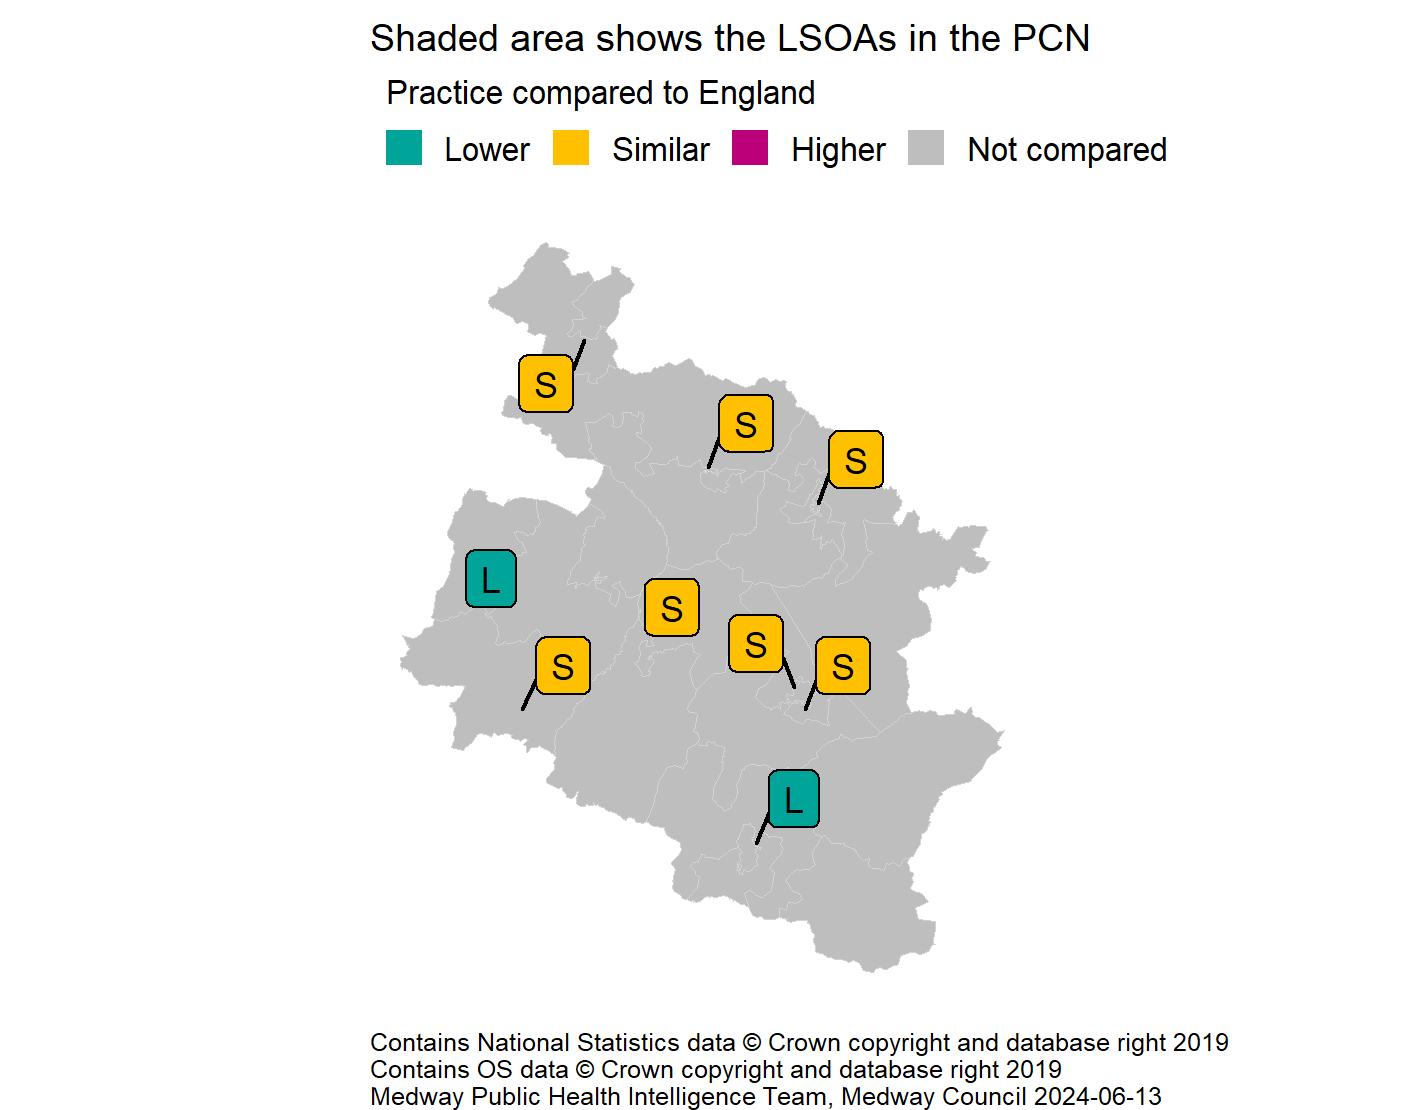 Shaded area shows the LSOAs in the PCN
Practice compared to England
Lower Similar Higher Not compared
S
S
S
L
S
S
S
S
L
Contains National Statistics data © Crown copyright and database right 2019
Contains OS data © Crown copyright and database right 2019
Medway Public Health Intelligence Team, Medway Council 2024-06-13